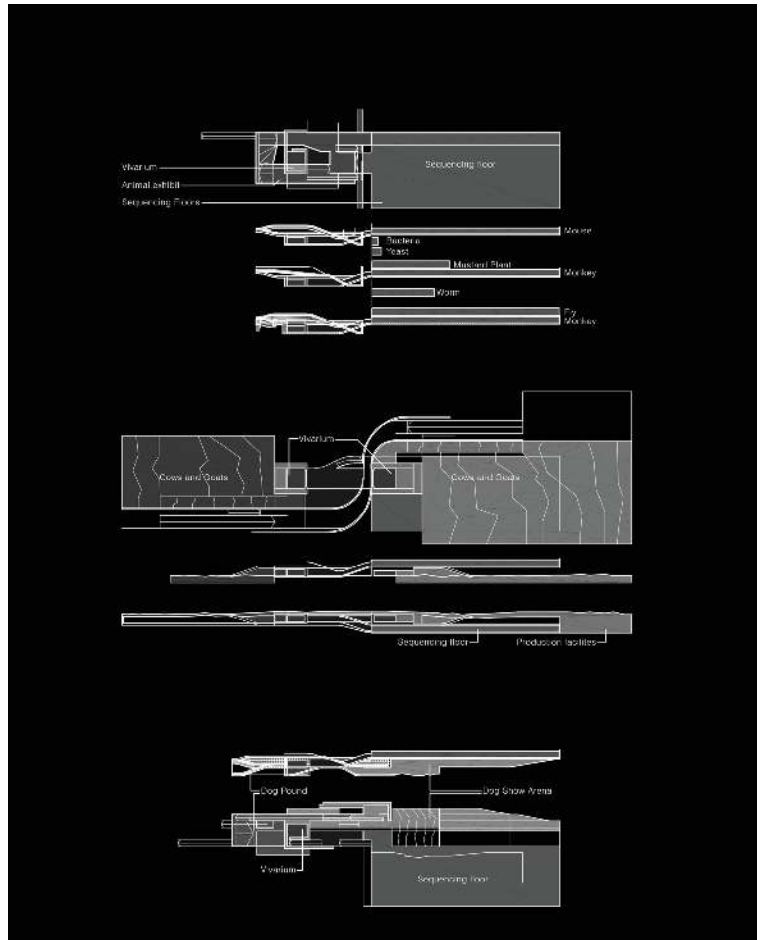 Sequencing floor
Vivarium
Animal exhibit
Sequencing Floors
Mouse
Bacteria
Yeast
Mustard Plant
Monkey
Worm
Fly
Monkey
Vivarium
Cows and Goats
Cows and Goats
Sequencing floor
Production facilites
Dog Pound
Dog Show Arena
Vivarium
Sequencing floor